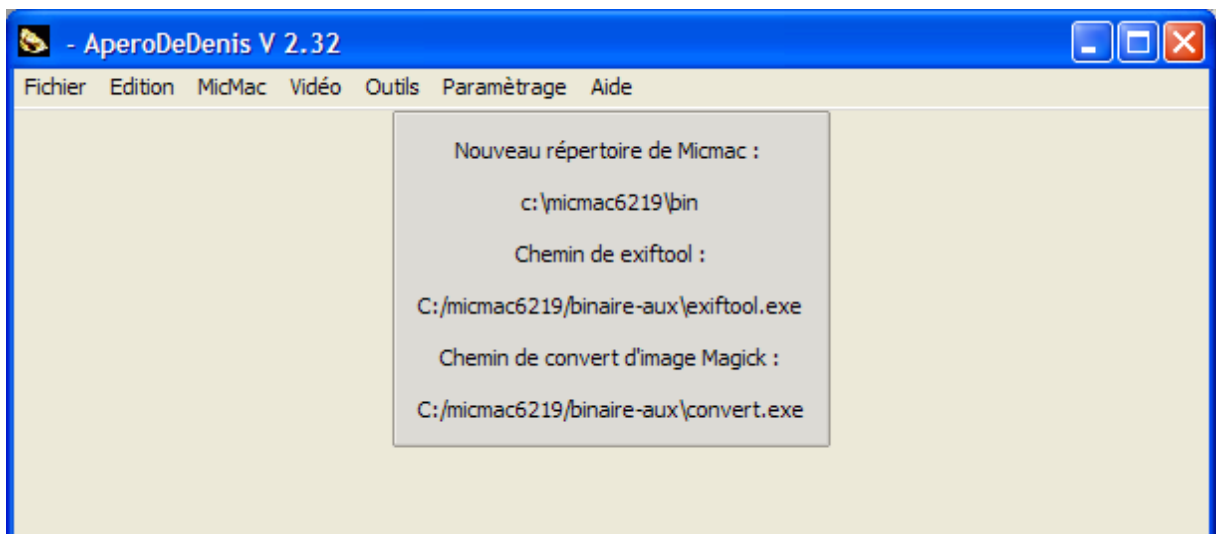 - AperoDeDenis V 2.32
Fichier Edition MicMac Vidéo Outils Paramètrage Aide
Nouveau répertoire de Micmac :
c:\micmac6219\bin
Chemin de exiftool :
C:/micmac6219/binaire-aux\exiftool.exe
Chemin de convert d'image Magick :
C:/micmac6219/binaire-aux\convert.exe